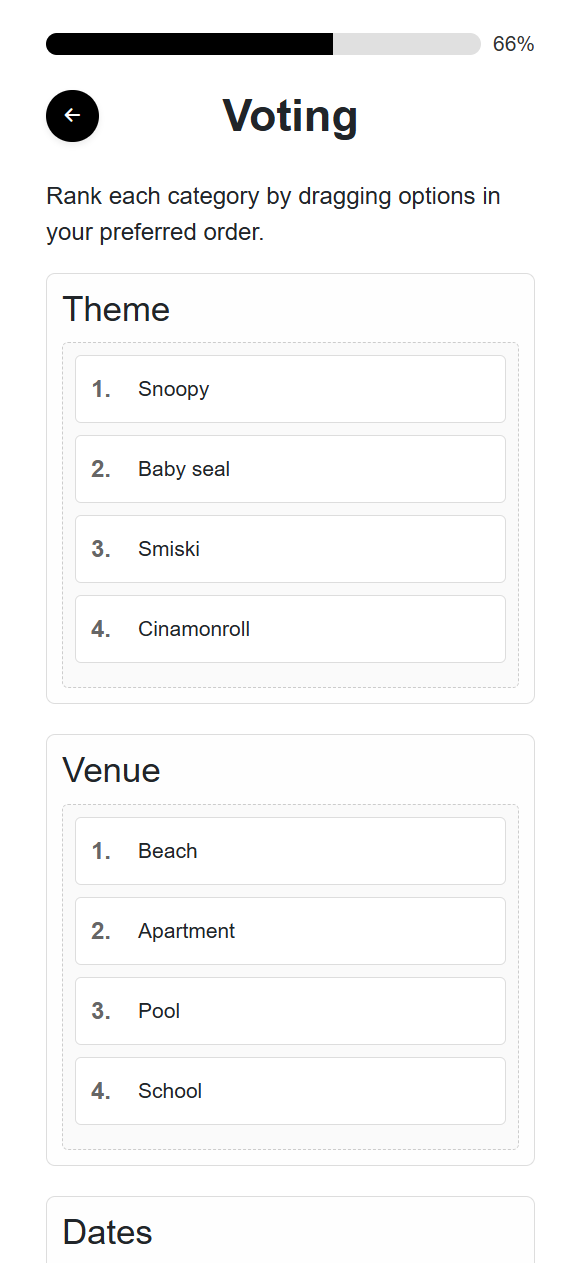 66%
Voting
Rank each category by dragging options in
your preferred order.
Theme
1. Snoopy
2. Baby seal
3. Smiski
4. Cinamonroll
Venue
1. Beach
2. Apartment
3. Pool
4. School
Dates